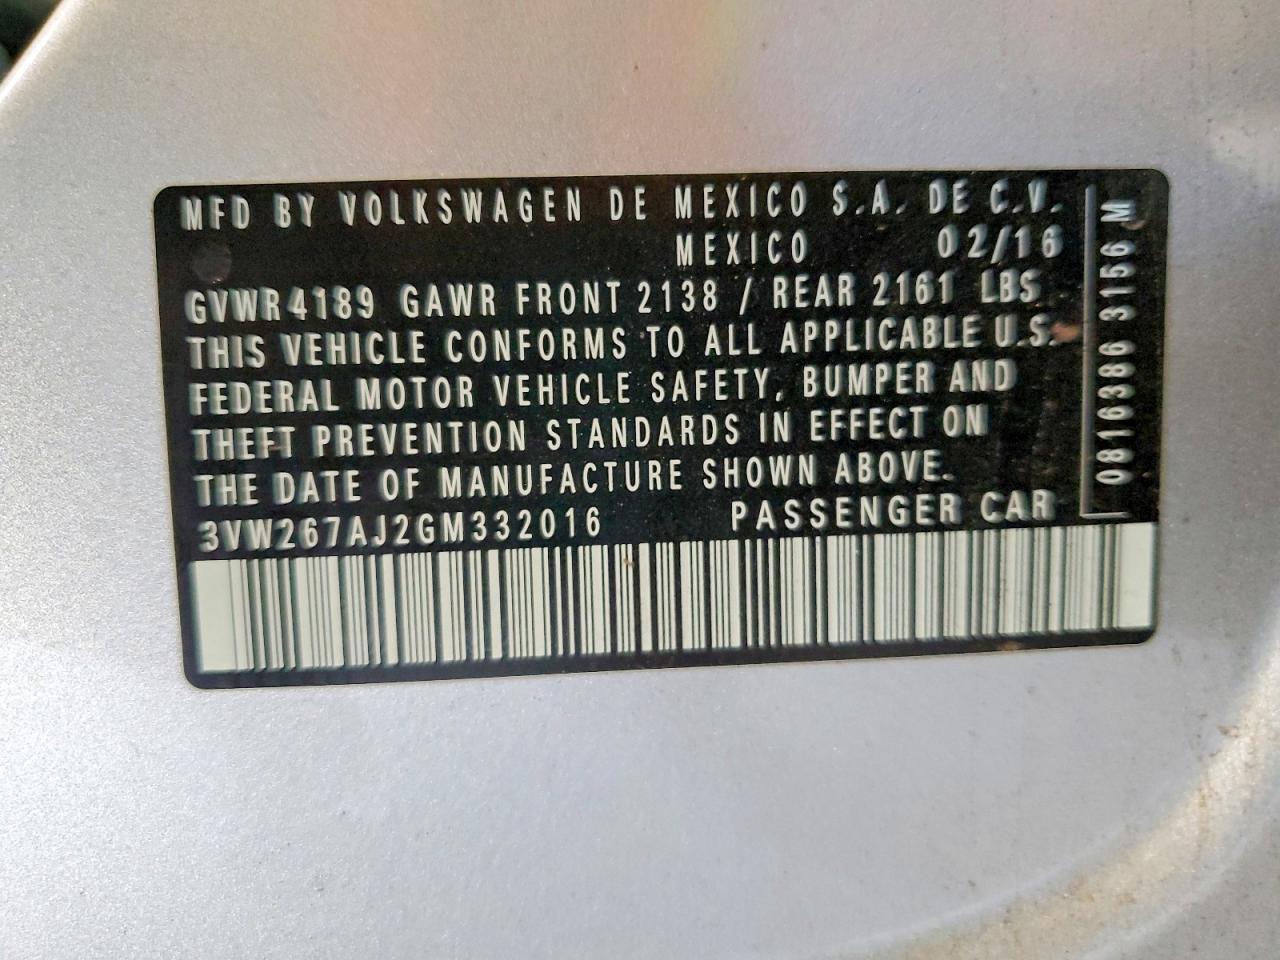 MFD BY VOLKSWAGEN DE MEXICO S.A. DE C.V.
MEXICO 02/16
GVWR 4189 GAWR FRONT 2138 / REAR 2161 LBS
THIS VEHICLE CONFORMS TO ALL APPLICABLE U.S.
FEDERAL MOTOR VEHICLE SAFETY, BUMPER AND
THEFT PREVENTION STANDARDS IN EFFECT ON
THE DATE OF MANUFACTURE SHOWN ABOVE.
3VW267AJ2GM332016 PASSENGER CAR
0816386 3156 M